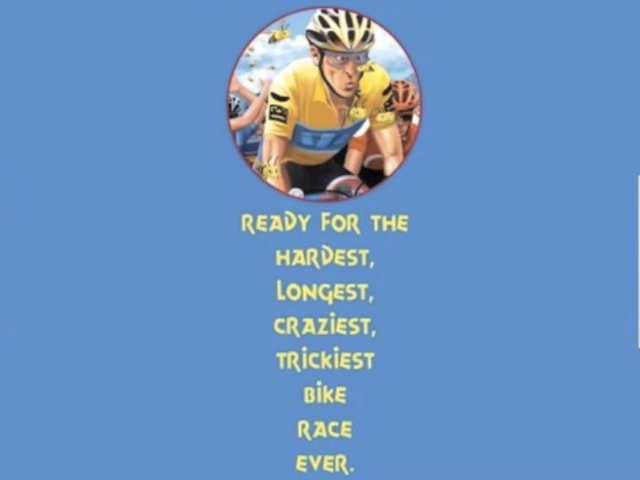 READY FOR THE
HARDEST,
LONGEST,
CRAZIEST,
TRICKIEST
BIKE
RACE
EVER.